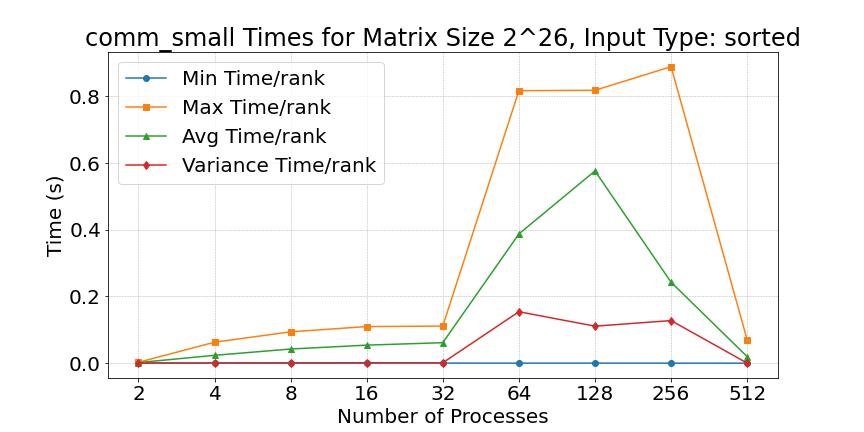 comm_small Times for Matrix Size 2^26, Input Type: sorted
Min Time/rank
Max Time/rank
Avg Time/rank
Variance Time/rank
Time (s)
0.8
0.6
0.4
0.2
0.0
2 4 8 16 32 64 128 256 512
Number of Processes